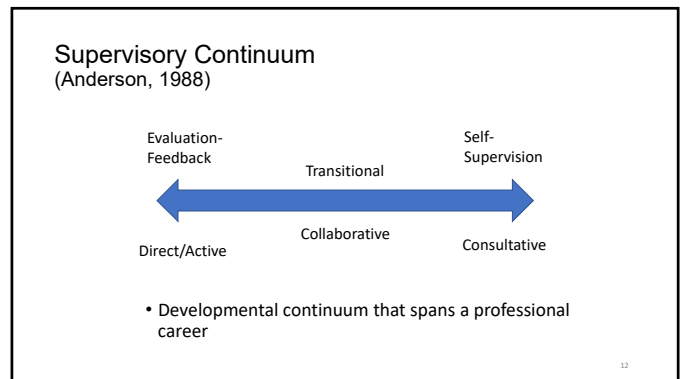 Supervisory Continuum
(Anderson, 1988)
Evaluation-
Feedback
Self-
Supervision
Transitional
Direct/Active
Collaborative
Consultative
• Developmental continuum that spans a professional
career
12